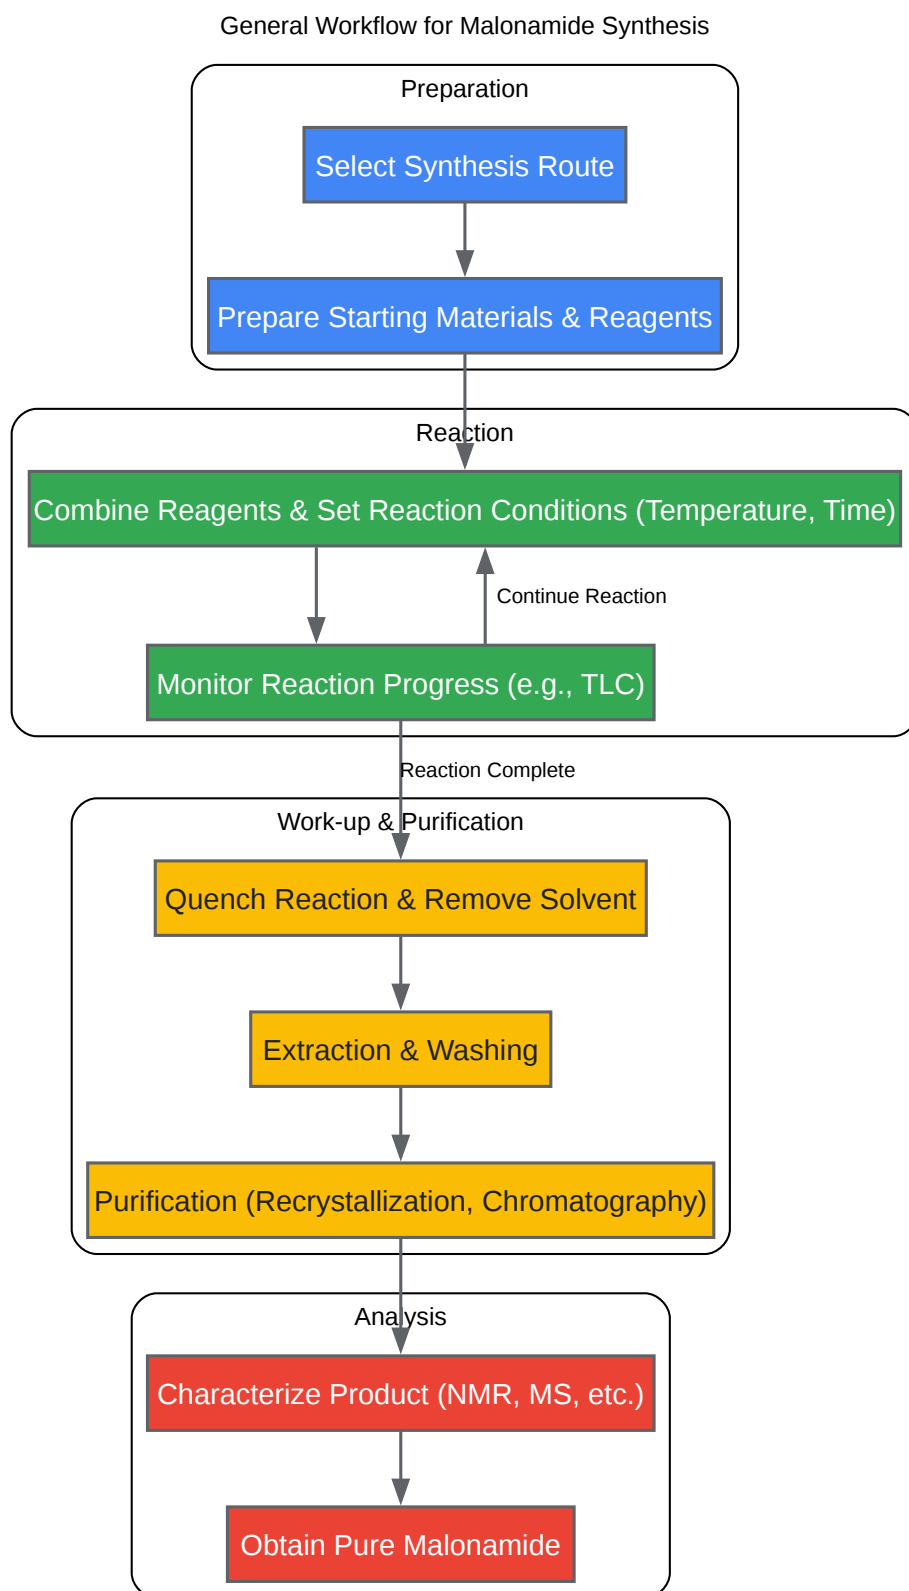 General Workflow for Malonamide Synthesis
Preparation
Select Synthesis Route
Prepare Starting Materials & Reagents
Reaction
Combine Reagents & Set Reaction Conditions (Temperature, Time)
Continue Reaction
Monitor Reaction Progress (e.g., TLC)
Reaction Complete
Work-up & Purification
Quench Reaction & Remove Solvent
Extraction & Washing
Purification (Recrystallization, Chromatography)
Analysis
Characterize Product (NMR, MS, etc.)
Obtain Pure Malonamide